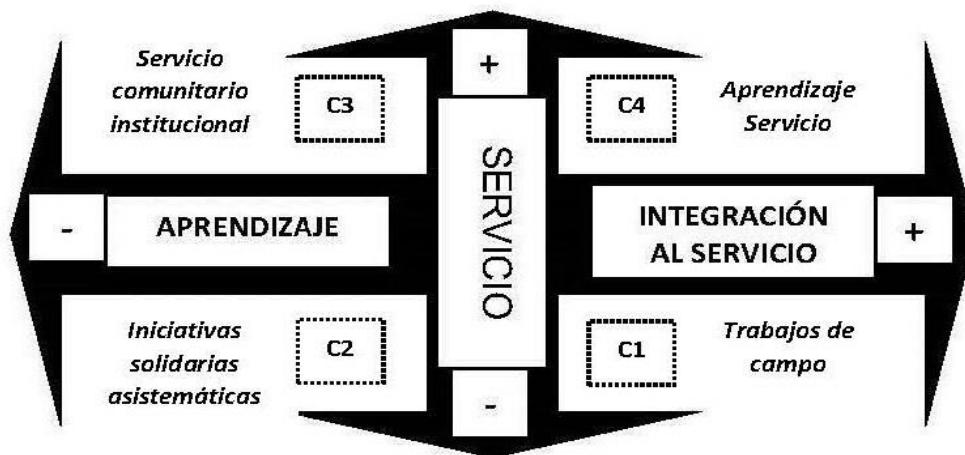 Servicio
comunitario
institucional
C3
+
C4
Aprendizaje
Servicio
-
APRENDIZAJE
SERVICIO
INTEGRACIÓN
AL SERVICIO
+
Iniciativas
solidarias
asistemáticas
C2
-
C1
Trabajos de
campo